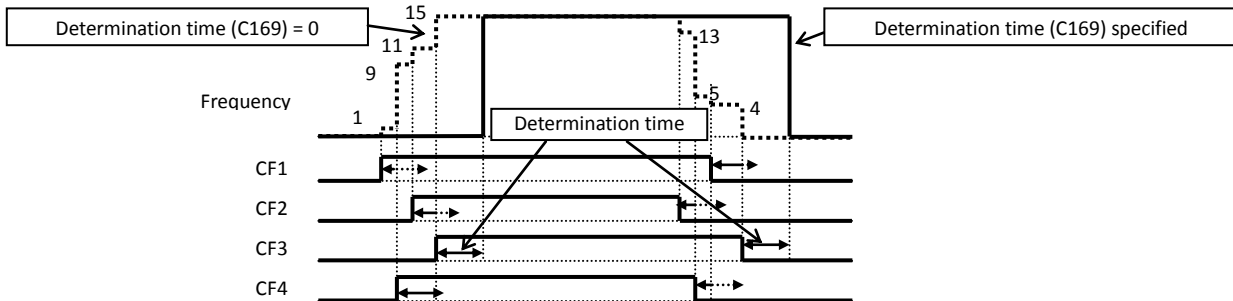 15
Determination time (C169) = 0
Determination time (C169) specified
11
13
9
5
Frequency
1
4
Determination time
CF1
CF2
CF3
CF4